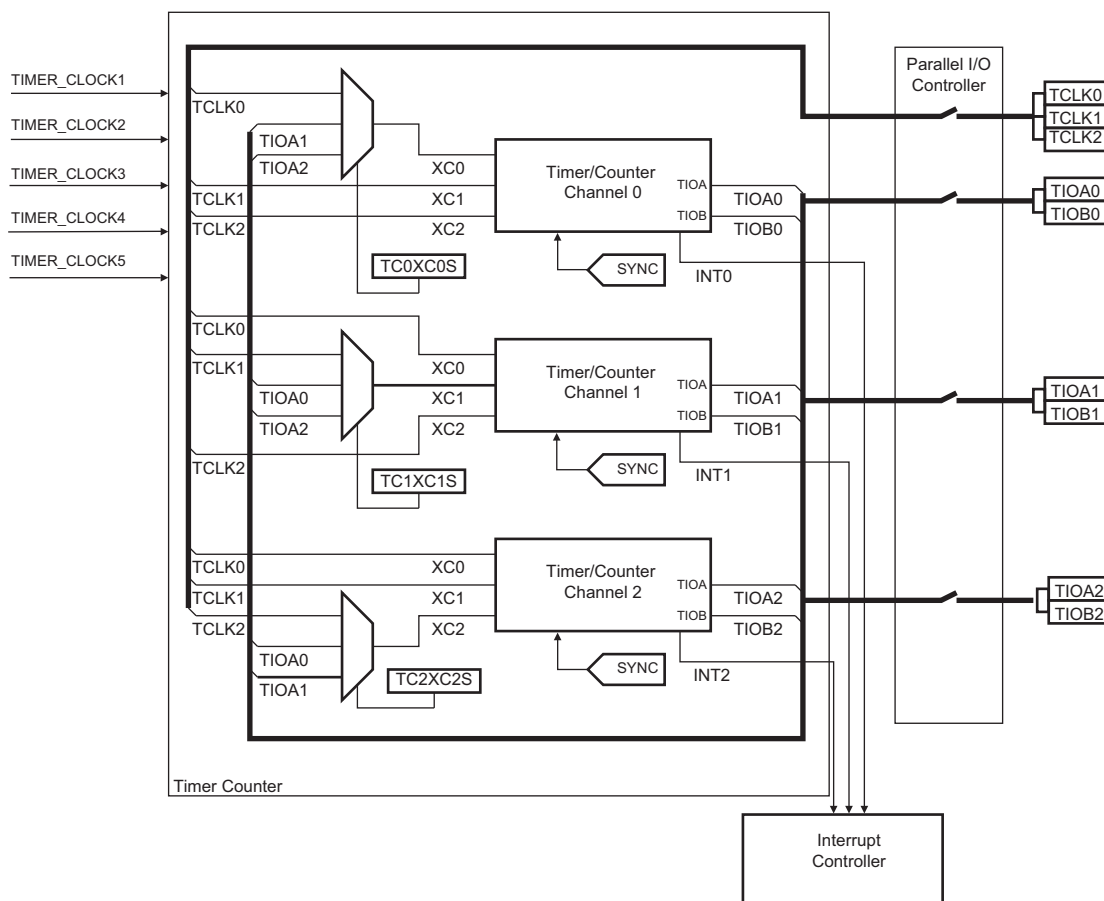 TIMER_CLOCK1
TIMER_CLOCK2
TIMER_CLOCK3
TIMER_CLOCK4
TIMER_CLOCK5
TCLK0
TIOA1
TIOA2
TCLK1
TCLK2
XC0
XC1
XC2
TC0XC0S
Timer/Counter
Channel 0
TIOA
TIOB
TIOA0
TIOB0
SYNC
INT0
TCLK0
TCLK1
TIOA0
TIOA2
TCLK2
XC0
XC1
XC2
TC1XC1S
Timer/Counter
Channel 1
TIOA
TIOB
TIOA1
TIOB1
SYNC
INT1
TCLK0
TCLK1
TCLK2
TIOA0
TIOA1
XC0
XC1
XC2
TC2XC2S
Timer/Counter
Channel 2
TIOA
TIOB
TIOA2
TIOB2
SYNC
INT2
Timer Counter
Parallel I/O
Controller
TCLK0
TCLK1
TCLK2
TIOA0
TIOB0
TIOA1
TIOB1
TIOA2
TIOB2
Interrupt
Controller